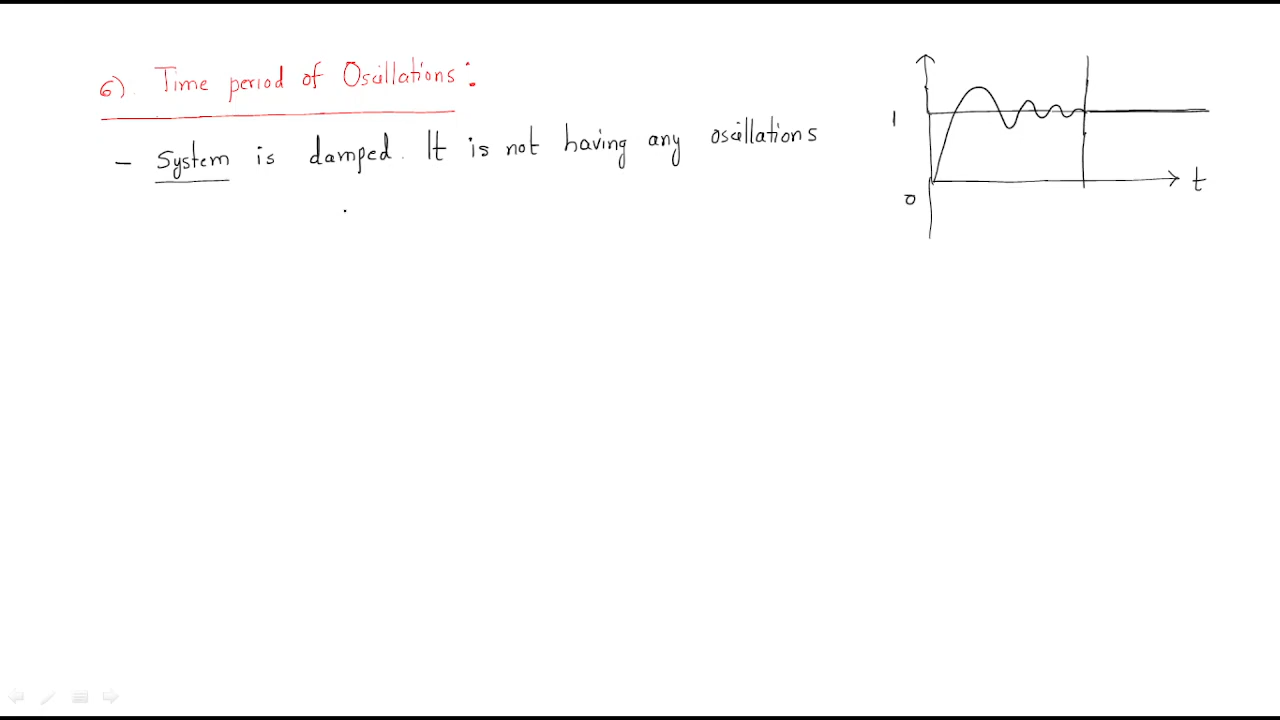 6). Time period of Oscillations:
- System is damped. It is not having any oscillations
1
0
t